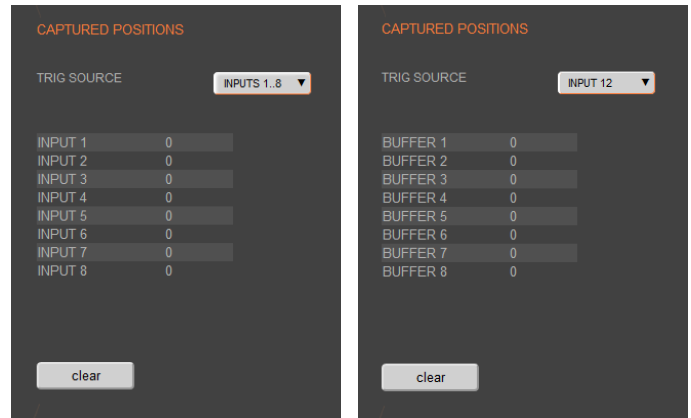 CAPTURED POSITIONS
TRIG SOURCE INPUTS 1..8 ▼
INPUT 1 0
INPUT 2 0
INPUT 3 0
INPUT 4 0
INPUT 5 0
INPUT 6 0
INPUT 7 0
INPUT 8 0
clear
CAPTURED POSITIONS
TRIG SOURCE INPUT 12 ▼
BUFFER 1 0
BUFFER 2 0
BUFFER 3 0
BUFFER 4 0
BUFFER 5 0
BUFFER 6 0
BUFFER 7 0
BUFFER 8 0
clear